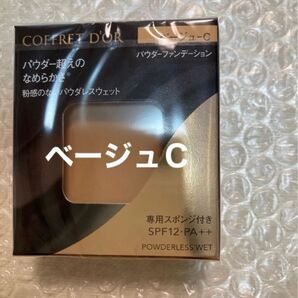 COFFRET D'OR
ベージュ-C
パウダーファンデーション
パウダー超えの
なめらかさ※
粉感のないパウダレスウェット
ベージュC
専用スポンジ付き
SPF12・PA++
POWDERLESS WET